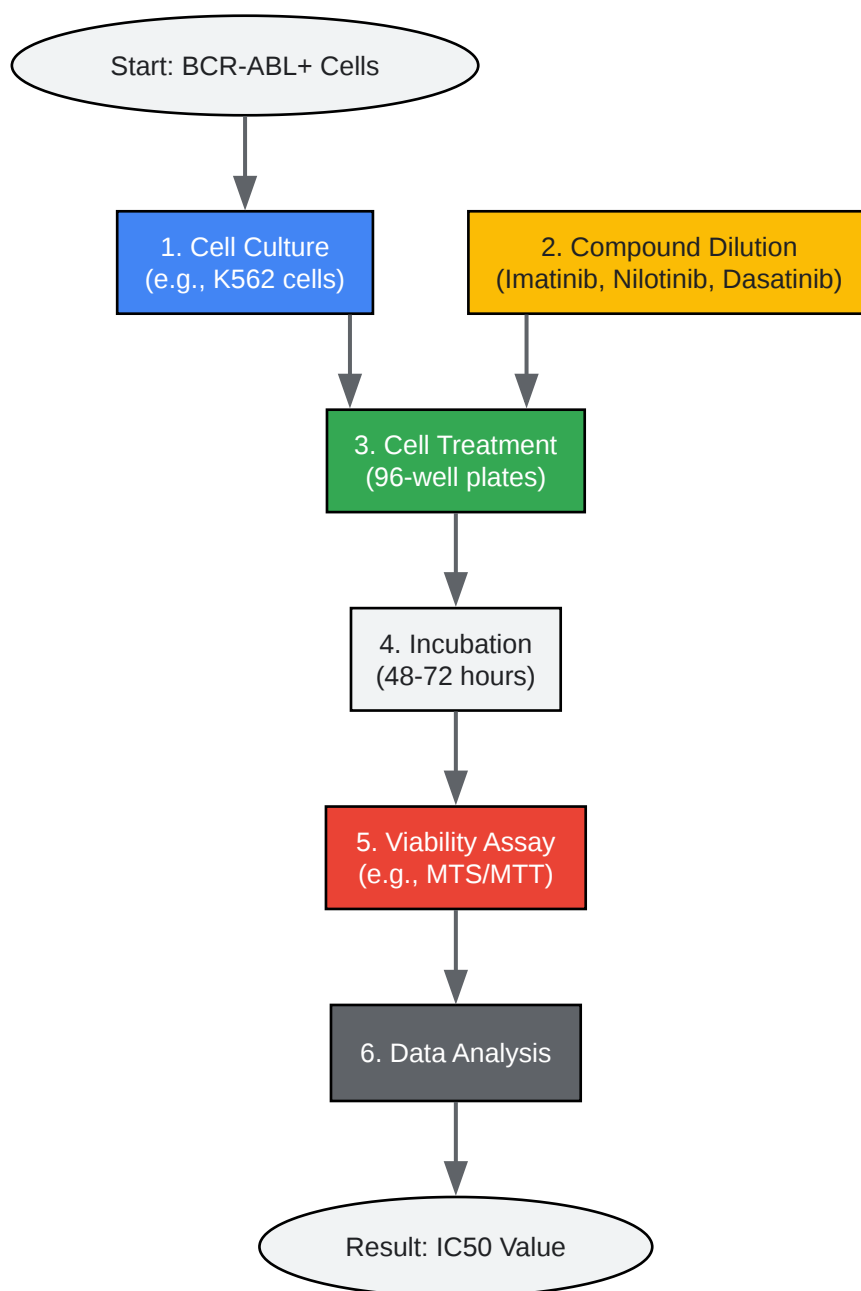 Start: BCR-ABL+ Cells
1. Cell Culture
(e.g., K562 cells)
2. Compound Dilution
(Imatinib, Nilotinib, Dasatinib)
3. Cell Treatment
(96-well plates)
4. Incubation
(48-72 hours)
5. Viability Assay
(e.g., MTS/MTT)
6. Data Analysis
Result: IC50 Value